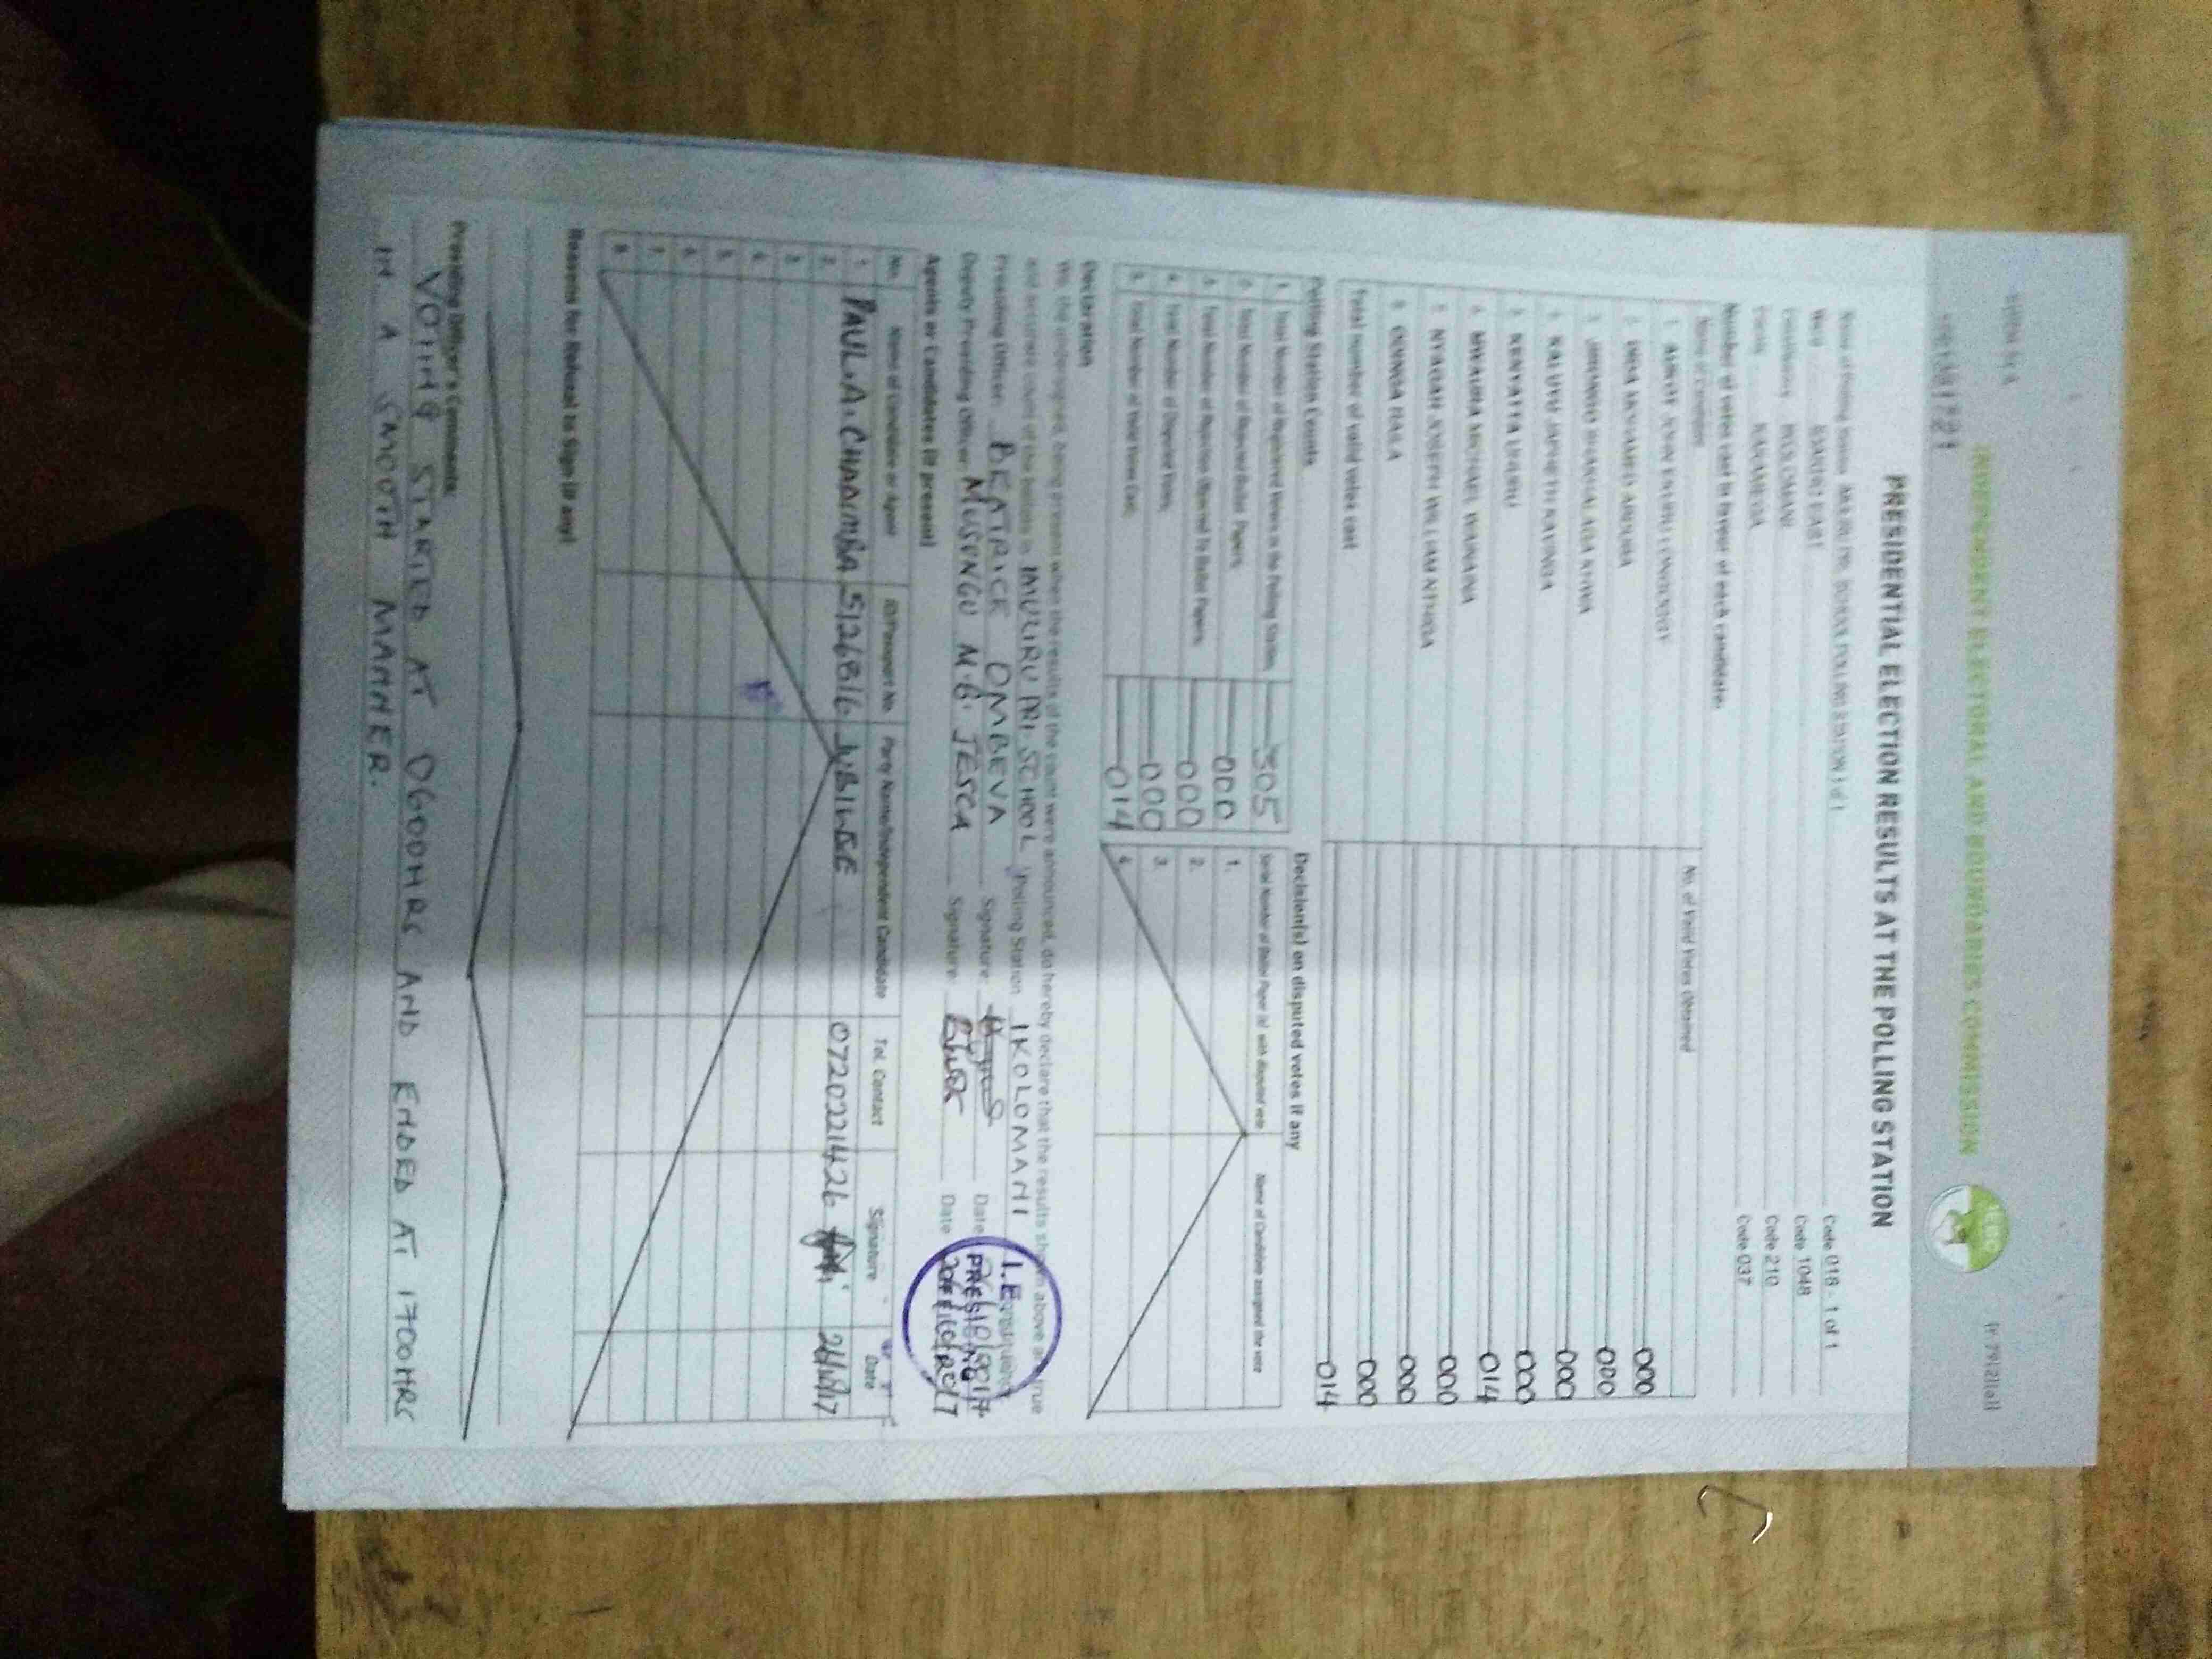 FORM 34A
INDEPENDENT ELECTORAL AND BOUNDARIES COMMISSION
PRESIDENTIAL ELECTION RESULTS AT THE POLLING STATION
Name of Polling Station PRI. SCHOOL POLLING STATION 1 of 1 Code 018 - 1 of 1
Ward EAST Code 1048
Constituency IKOLOMANI Code 210
County KAKAMEGA Code 037
Number of votes cast in favour of each candidate.
Name of Candidate No. of Valid Votes Obtained
1. AUKOT JOHN EKURU LONGOGGY 000
2. DIDA MOHAMED ABDUBA 000
3. JIRONGO SHAKHALAGA KHWA 000
4. KALUYU JAPHETH KAVINGA 000
5. KENYATTA UHURU 014
6. MWAURA MICHAEL WAINAINA 000
7. NYAGAH JOSEPH WILLIAM NTHIGA 000
8. ODINGA RAILA 000
Total number of valid votes cast 014
Polling Station Counts
1. Total Number of Registered Voters in the Polling Station 305
2. Total Number of Rejected Ballot Papers 000
3. Total Number of Rejection Objected To Ballot Papers 000
4. Total Number of Disputed Votes 000
5. Total Number of Valid Votes Cast 014
Decision(s) on disputed votes if any
Serial Number of Ballot Paper (s) with disputed vote Name of Candidate assigned the vote
1.
2.
3.
4.
Declaration
We, the undersigned, being present when the results of the count were announced, do hereby declare that the results shown above are true
and accurate count of the ballots in IMULIRU PRI SCHOOL Polling Station IKOLOMANI Constituency
Presiding Officer: BEATRICE OMBEVA Signature: Date 26/10/2017
Deputy Presiding Officer: MUSUNGU M.B. JESCA Signature: Date 26/10/2017
I.E
PRESIDING
OFFICER
Agents or Candidates (if present)
No. Name of Candidate or Agent ID/Passport No. Party Name/Independent Candidate Tel. Contact Signature Date
1. PAUL.A.CHADEMBA 5126816 JUBILEE 0720221426 26/10/17
2.
3.
4.
5.
6.
7.
8.
Reasons for Refusal to Sign (if any)
Presiding Officer's Comments:
VOTING STARTED AT 0600HRS AND ENDED AT 1700HRS
IN A SMOOTH MANNER.